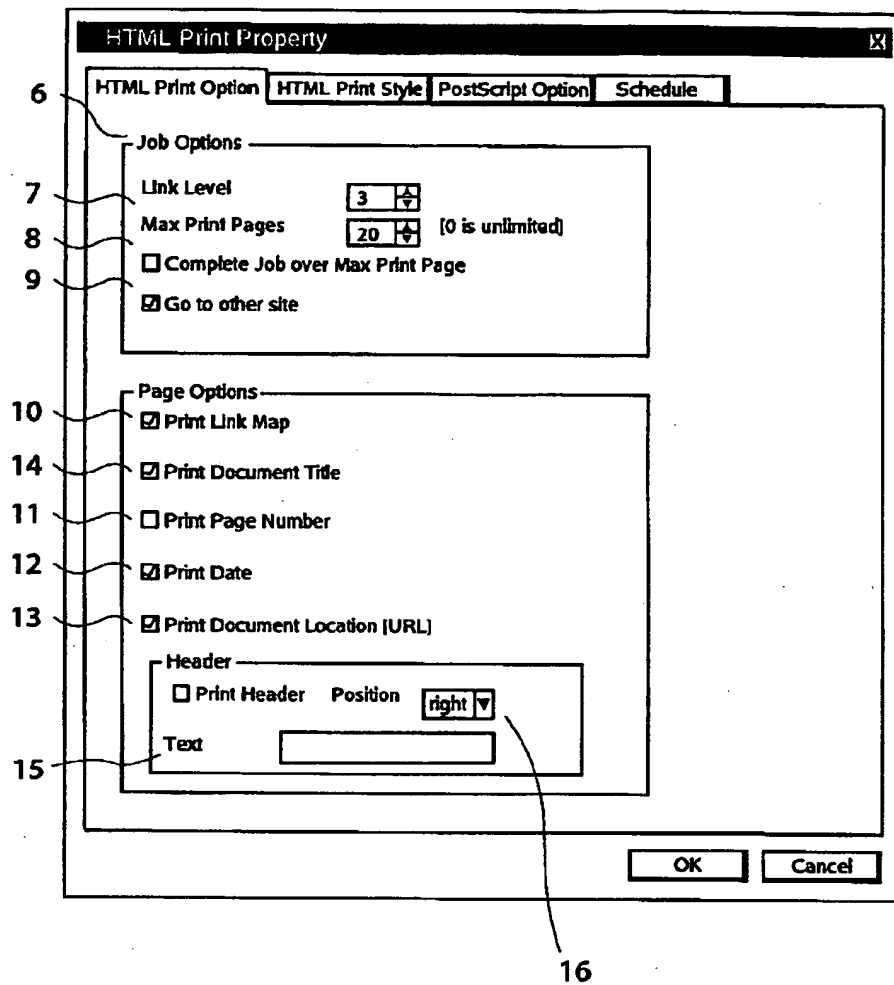 HTML Print Property
HTML Print Option HTML Print Style PostScript Option Schedule
6
Job Options
7 Link Level 3
8 Max Print Pages 20 [0 is unlimited]
Complete Job over Max Print Page
9 Go to other site
Page Options
10 Print Link Map
14 Print Document Title
11 Print Page Number
12 Print Date
13 Print Document Location [URL]
Header
Print Header Position right
15 Text
OK Cancel
16